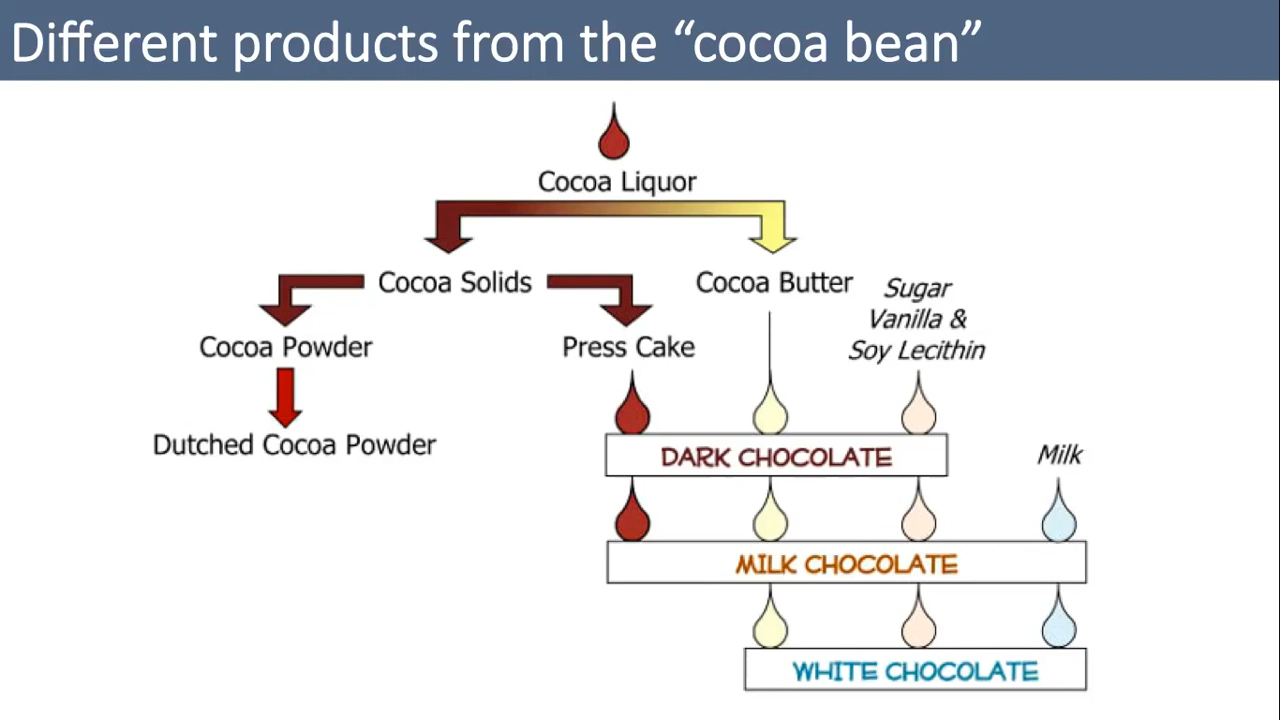 Different products from the “cocoa bean”
Cocoa Liquor
Cocoa Solids
Cocoa Butter
Sugar
Vanilla &
Soy Lecithin
Cocoa Powder
Press Cake
Dutched Cocoa Powder
DARK CHOCOLATE
Milk
MILK CHOCOLATE
WHITE CHOCOLATE